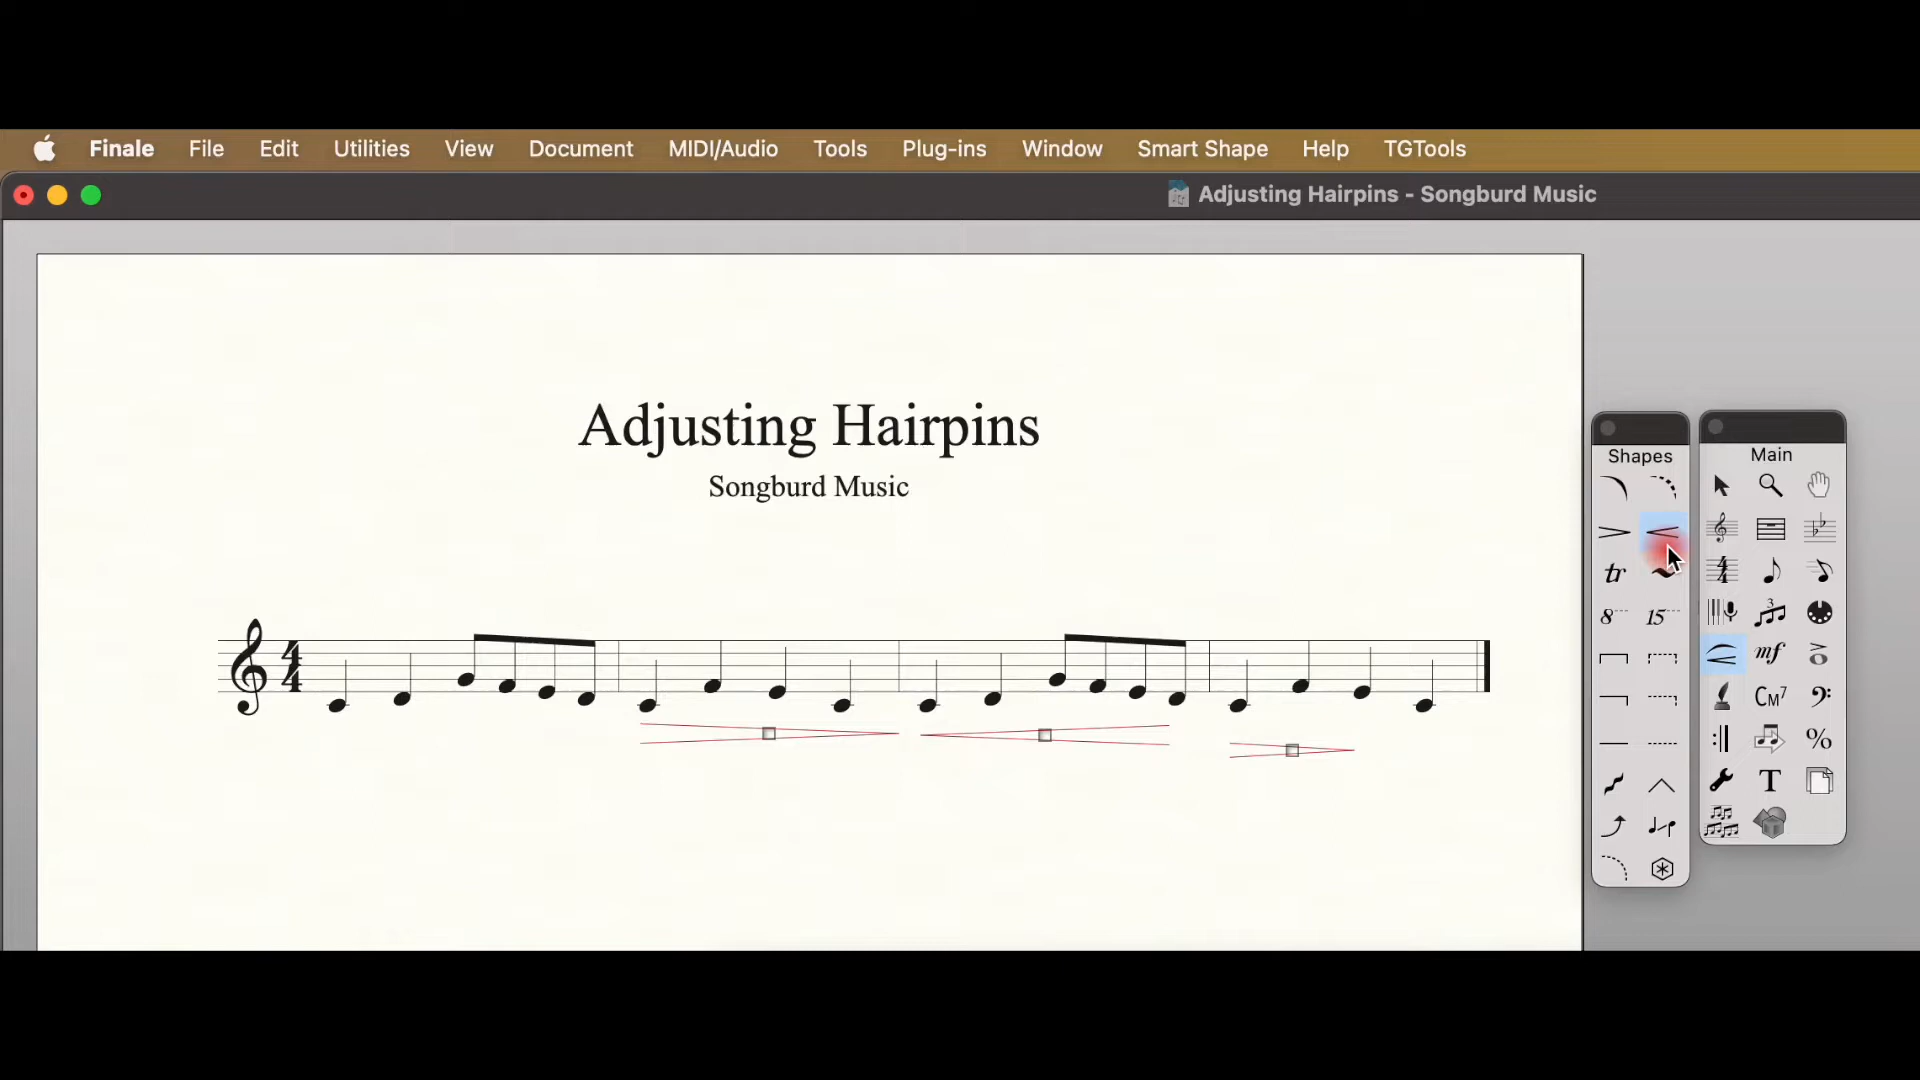 Finale File Edit Utilities View Document MIDI/Audio Tools Plug-ins Window Smart Shape Help TGTools
Adjusting Hairpins - Songburd Music
Adjusting Hairpins
Songburd Music
Shapes
Main
tr
8
15
mf
CM7
T